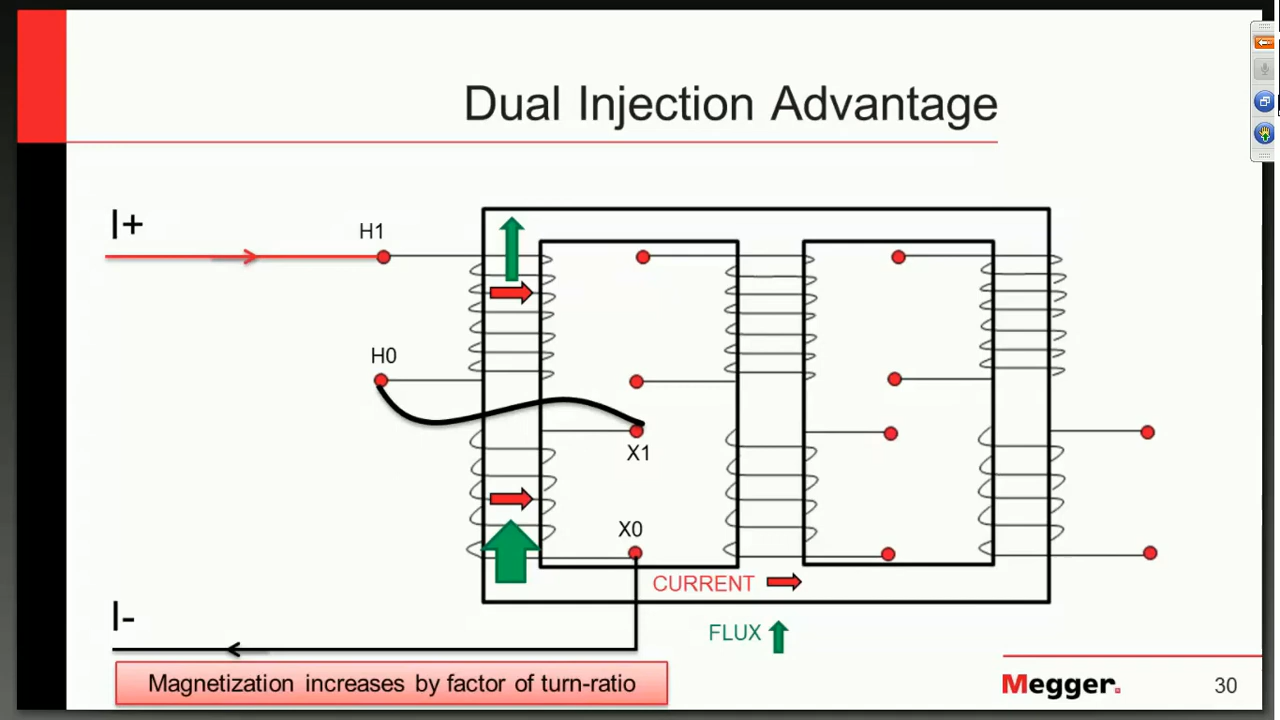 Dual Injection Advantage
I+
H1
H0
X1
X0
CURRENT
I-
FLUX
Magnetization increases by factor of turn-ratio
Megger.
30